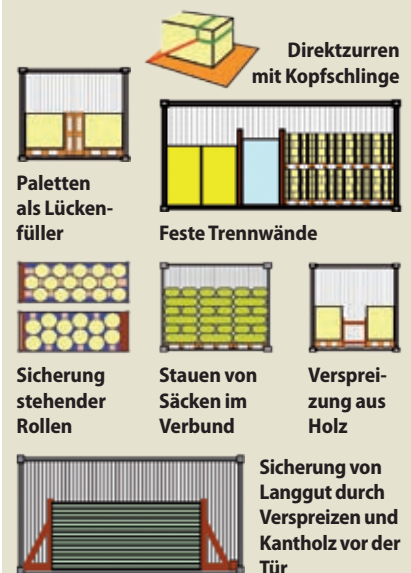 Direktzurren
mit Kopfschlinge
Paletten
als Lücken-
füller
Feste Trennwände
Sicherung
stehender
Rollen
Stauen von
Säcken im
Verbund
Versprei-
zung aus
Holz
Sicherung von
Langgut durch
Verspreizen und
Kantholz vor der
Tür